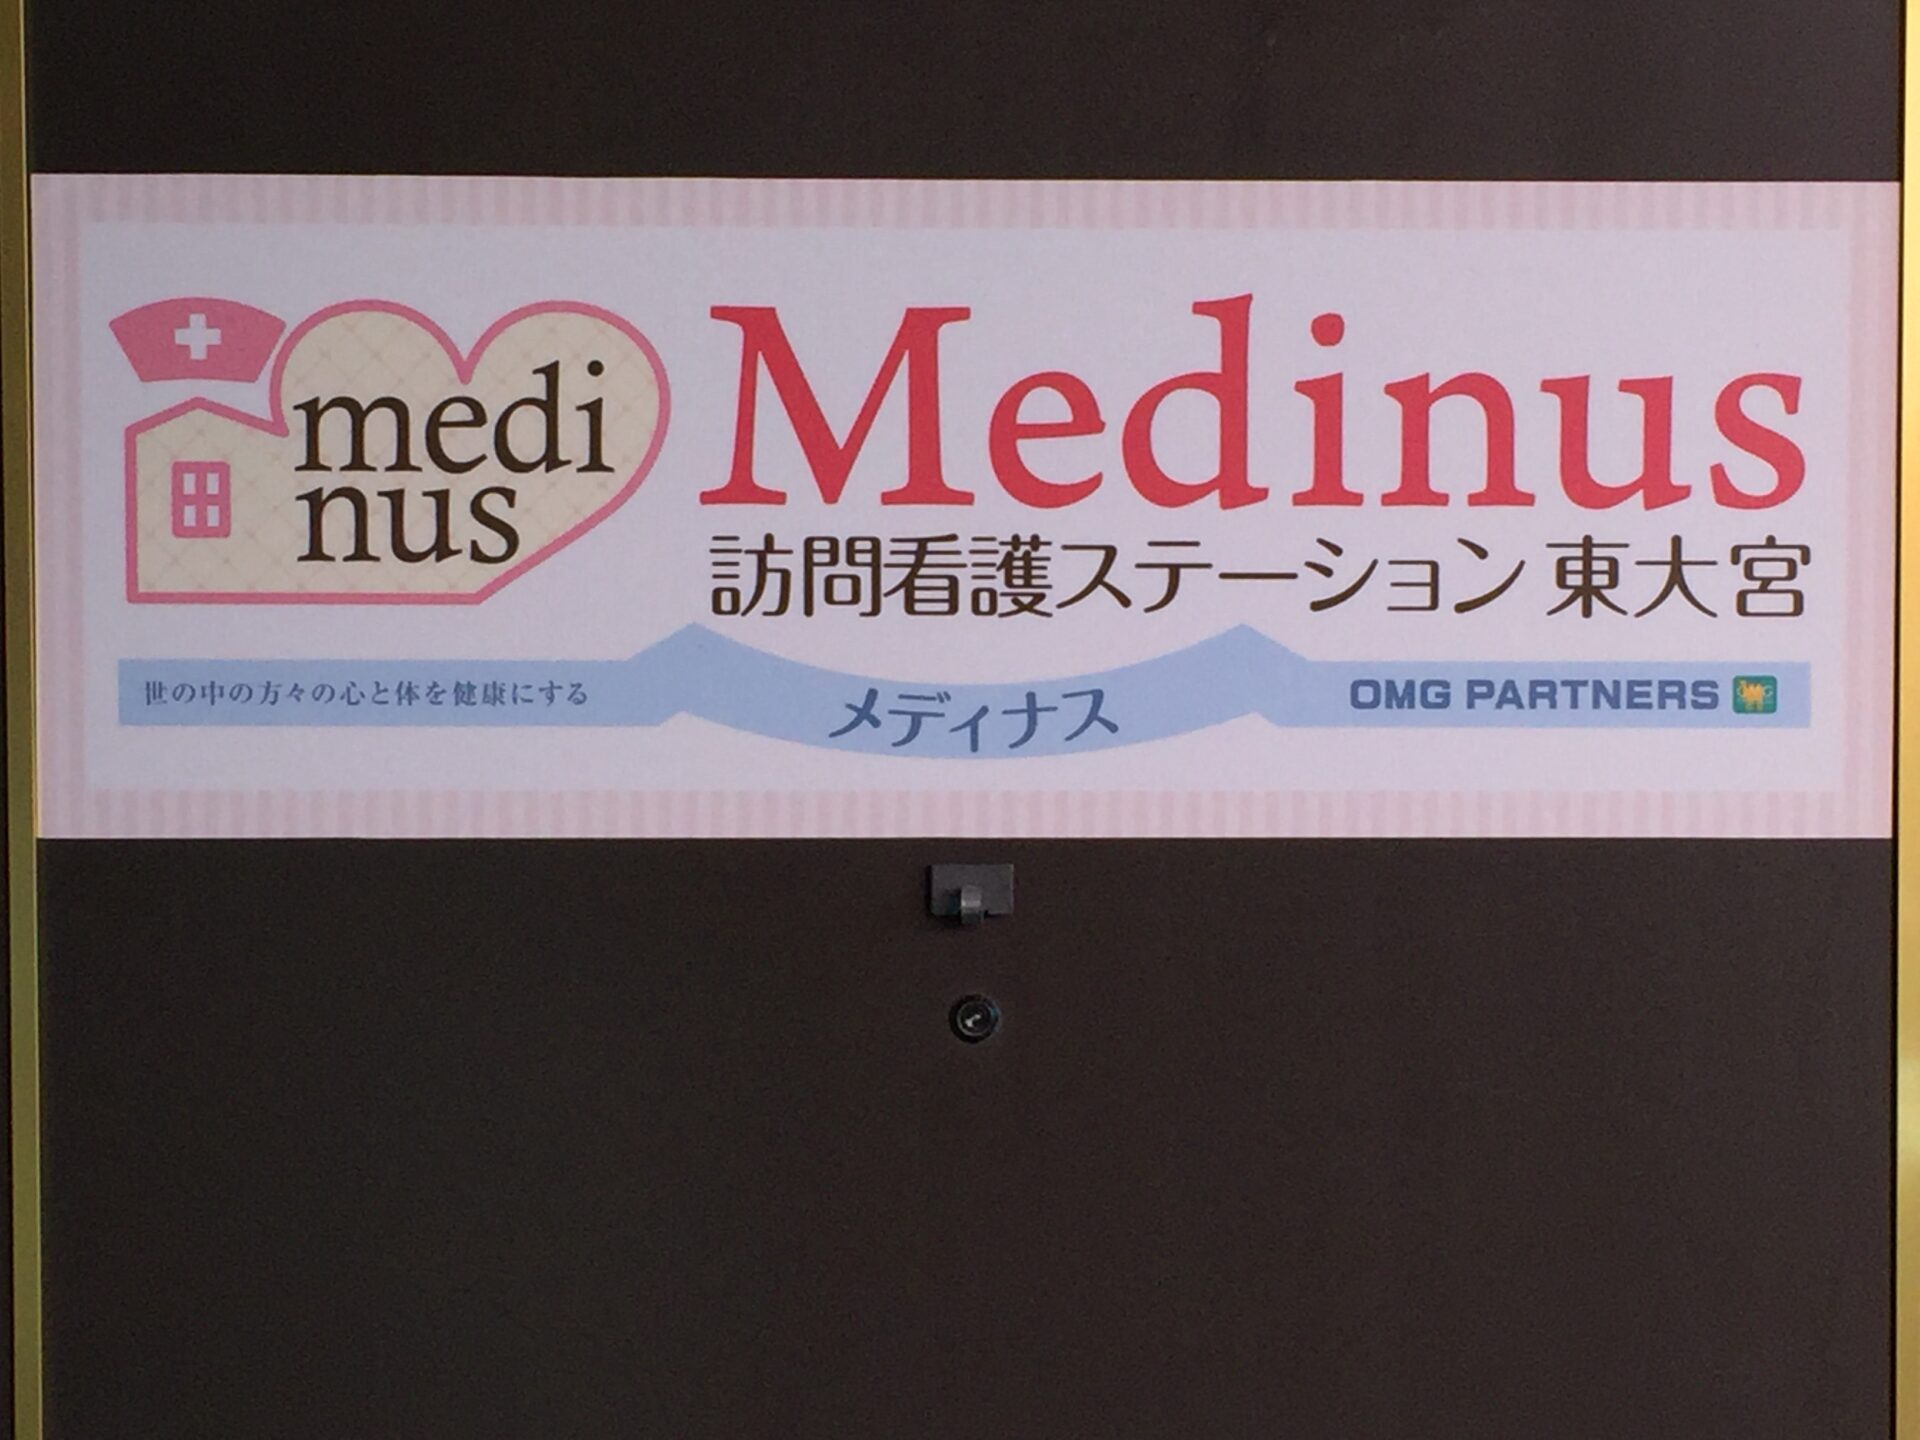 medi
nus
Medinus
訪問看護ステーション 東大宮
世の中の方々の心と体を健康にする
メディナス
OMG PARTNERS